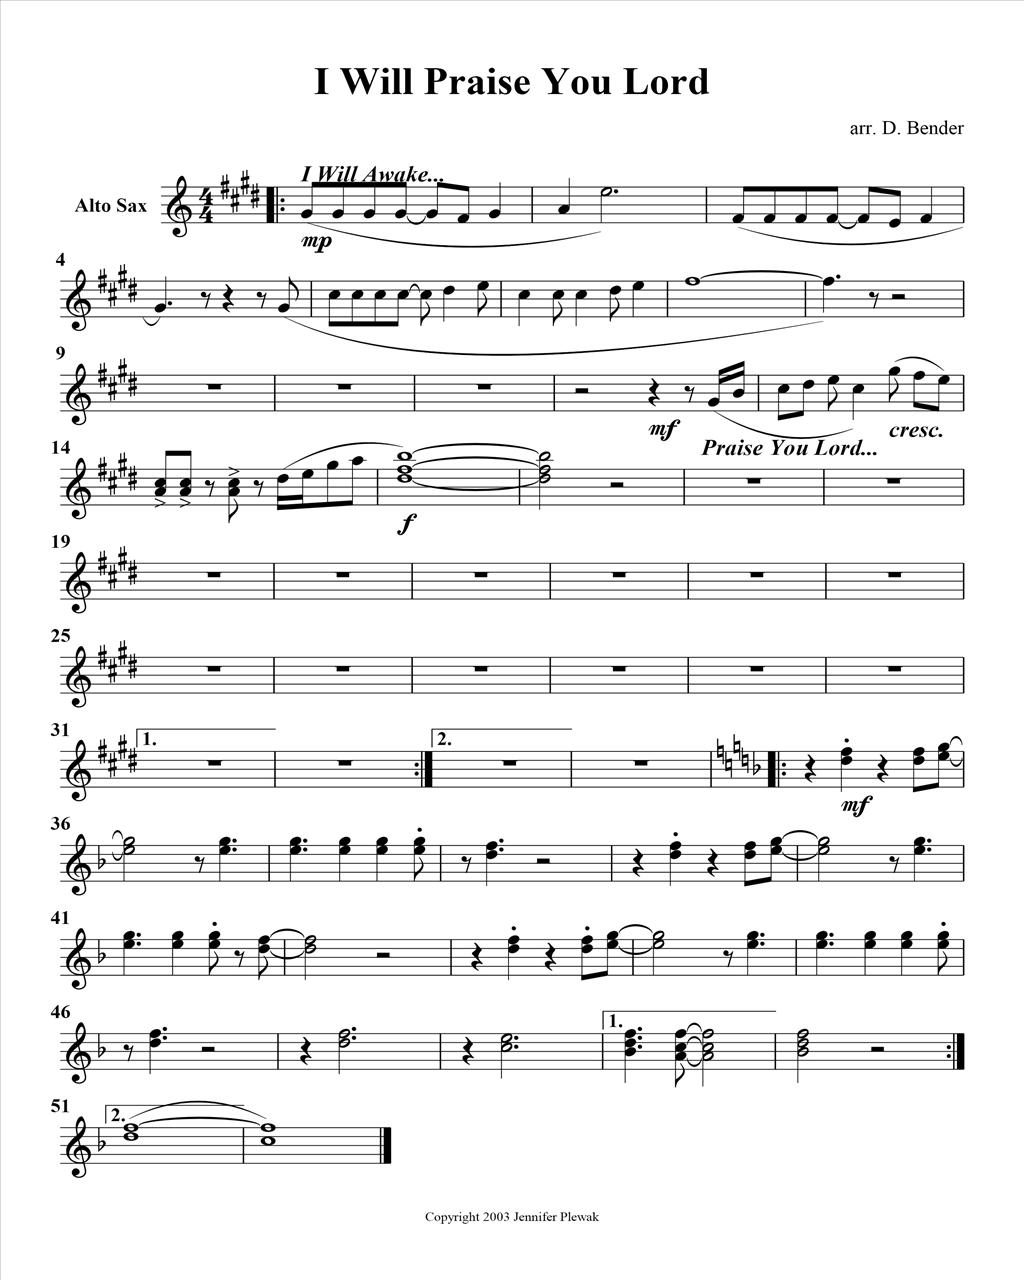 I Will Praise You Lord
arr. D. Bender
I Will Awake...
Alto Sax
4
4
mp
4
9
mf
cresc.
14
Praise You Lord...
f
19
25
31
1.
2.
mf
36
41
46
1.
51
2.
Copyright 2003 Jennifer Plewak